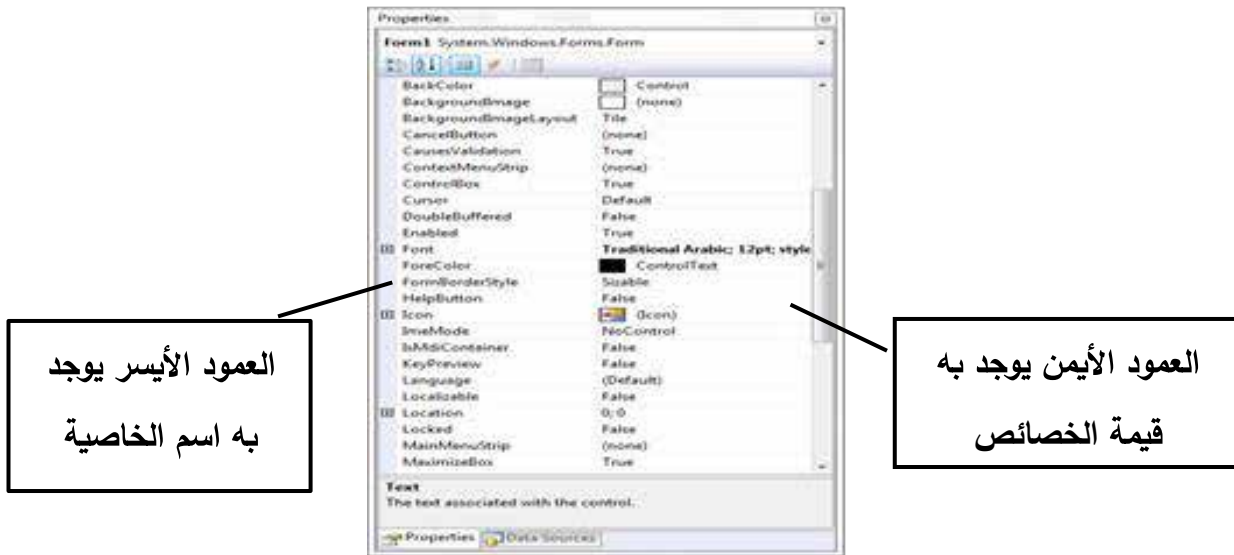 Properties
Form1 System.Windows.Forms.Form
BackColor Control
BackgroundImage (none)
BackgroundImageLayout Tile
CancelButton (none)
CausesValidation True
ContextMenuStrip (none)
ControlBox True
Cursor Default
DoubleBuffered False
Enabled True
Font Traditional Arabic; 12pt; style
ForeColor ControlText
FormBorderStyle Sizable
HelpButton False
Icon (Icon)
ImeMode NoControl
IsMdiContainer False
KeyPreview False
Language (Default)
Localizable False
Location 0; 0
Locked False
MainMenuStrip (none)
MaximizeBox True
Text
The text associated with the control.
Properties Data Sources
العمود الأيمن يوجد به
قيمة الخصائص
العمود الأيسر يوجد
به اسم الخاصية